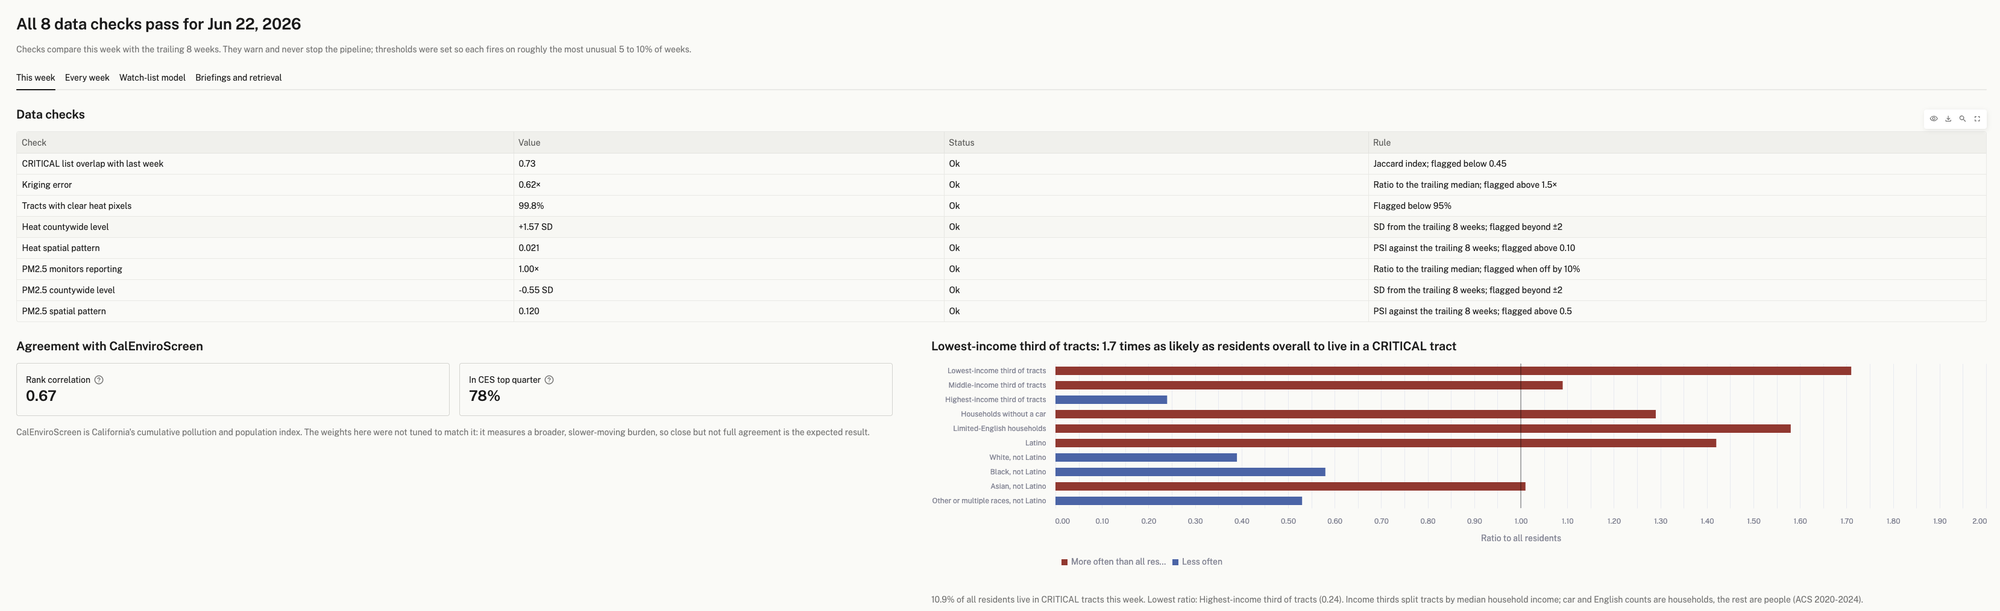 All 8 data checks pass for Jun 22, 2026
Checks compare this week with the trailing 8 weeks. They warn and never stop the pipeline; thresholds were set so each fires on roughly the most unusual 5 to 10% of weeks.
This week Every week Watch-list model Briefings and retrieval
Data checks
Check Value Status Rule
CRITICAL list overlap with last week 0.73 Ok Jaccard index; flagged below 0.45
Kriging error 0.62× Ok Ratio to the trailing median; flagged above 1.5×
Tracts with clear heat pixels 99.8% Ok Flagged below 95%
Heat countywide level +1.57 SD Ok SD from the trailing 8 weeks; flagged beyond ±2
Heat spatial pattern 0.021 Ok PSI against the trailing 8 weeks; flagged above 0.10
PM2.5 monitors reporting 1.00× Ok Ratio to the trailing median; flagged when off by 10%
PM2.5 countywide level -0.55 SD Ok SD from the trailing 8 weeks; flagged beyond ±2
PM2.5 spatial pattern 0.120 Ok PSI against the trailing 8 weeks; flagged above 0.5
Agreement with CalEnviroScreen
Rank correlation
0.67
In CES top quarter
78%
CalEnviroScreen is California's cumulative pollution and population index. The weights here were not tuned to match it: it measures a broader, slower-moving burden, so close but not full agreement is the expected result.
Lowest-income third of tracts: 1.7 times as likely as residents overall to live in a CRITICAL tract
Lowest-income third of tracts
Middle-income third of tracts
Highest-income third of tracts
Households without a car
Limited-English households
Latino
White, not Latino
Black, not Latino
Asian, not Latino
Other or multiple races, not Latino
0.00 0.10 0.20 0.30 0.40 0.50 0.60 0.70 0.80 0.90 1.00 1.10 1.20 1.30 1.40 1.50 1.60 1.70 1.80 1.90 2.00
Ratio to all residents
More often than all res... Less often
10.9% of all residents live in CRITICAL tracts this week. Lowest ratio: Highest-income third of tracts (0.24). Income thirds split tracts by median household income; car and English counts are households, the rest are people (ACS 2020-2024).